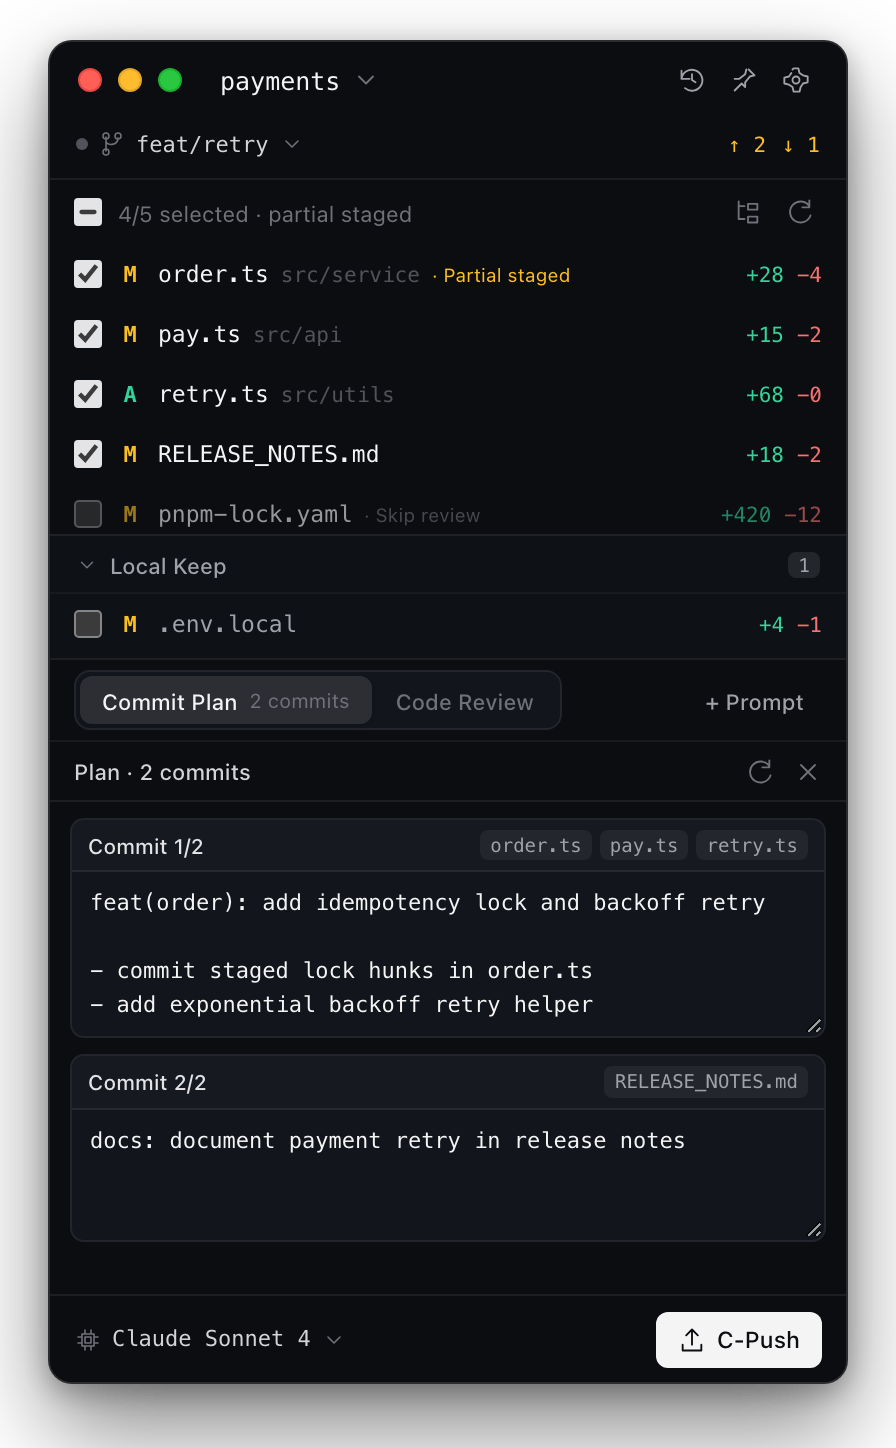 payments
feat/retry ↑ 2 ↓ 1
4/5 selected · partial staged
M order.ts src/service · Partial staged +28 −4
M pay.ts src/api +15 −2
A retry.ts src/utils +68 −0
M RELEASE_NOTES.md +18 −2
M pnpm-lock.yaml · Skip review +420 −12
Local Keep 1
M .env.local +4 −1
Commit Plan 2 commits Code Review + Prompt
Plan · 2 commits
Commit 1/2 order.ts pay.ts retry.ts
feat(order): add idempotency lock and backoff retry
- commit staged lock hunks in order.ts
- add exponential backoff retry helper
Commit 2/2 RELEASE_NOTES.md
docs: document payment retry in release notes
Claude Sonnet 4 C-Push